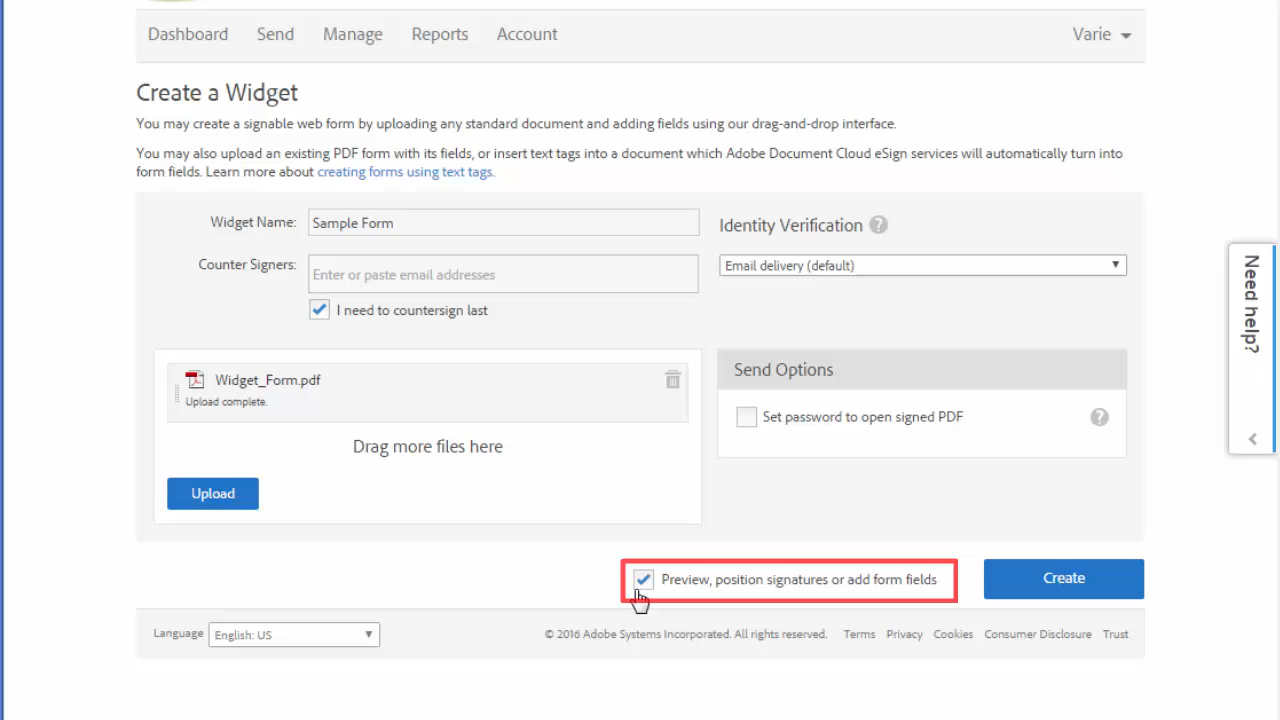 Dashboard Send Manage Reports Account Varie
Create a Widget
You may create a signable web form by uploading any standard document and adding fields using our drag-and-drop interface.
You may also upload an existing PDF form with its fields, or insert text tags into a document which Adobe Document Cloud eSign services will automatically turn into
form fields. Learn more about creating forms using text tags.
Widget Name: Sample Form
Identity Verification ?
Counter Signers: Enter or paste email addresses
Email delivery (default)
I need to countersign last
Need help?
Widget_Form.pdf
Upload complete.
Drag more files here
Upload
Send Options
Set password to open signed PDF ?
Preview, position signatures or add form fields
Create
Language English: US
© 2016 Adobe Systems Incorporated. All rights reserved. Terms Privacy Cookies Consumer Disclosure Trust